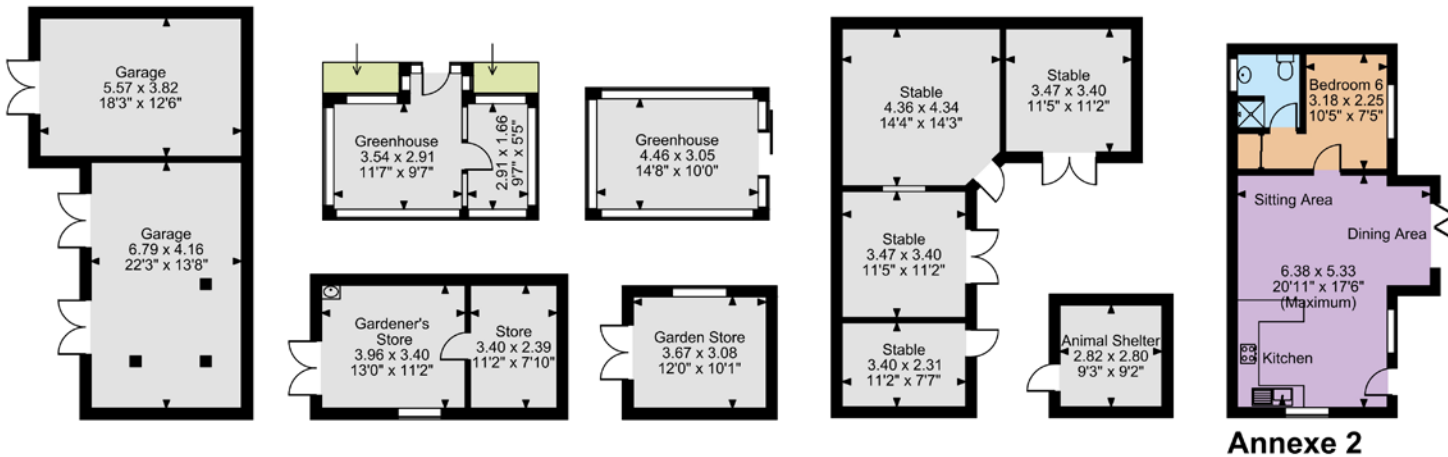 Garage
5.57 x 3.82
18'3" x 12'6"
Garage
6.79 x 4.16
22'3" x 13'8"
Greenhouse
3.54 x 2.91
11'7" x 9'7"
2.91 x 1.66
9'7" x 5'5"
Greenhouse
4.46 x 3.05
14'8" x 10'0"
Gardener's
Store
3.96 x 3.40
13'0" x 11'2"
Store
3.40 x 2.39
11'2" x 7'10"
Garden Store
3.67 x 3.08
12'0" x 10'1"
Stable
4.36 x 4.34
14'4" x 14'3"
Stable
3.47 x 3.40
11'5" x 11'2"
Stable
3.47 x 3.40
11'5" x 11'2"
Stable
3.40 x 2.31
11'2" x 7'7"
Animal Shelter
2.82 x 2.80
9'3" x 9'2"
Bedroom 6
3.18 x 2.25
10'5" x 7'5"
Sitting Area
Dining Area
6.38 x 5.33
20'11" x 17'6"
(Maximum)
Kitchen
Annexe 2